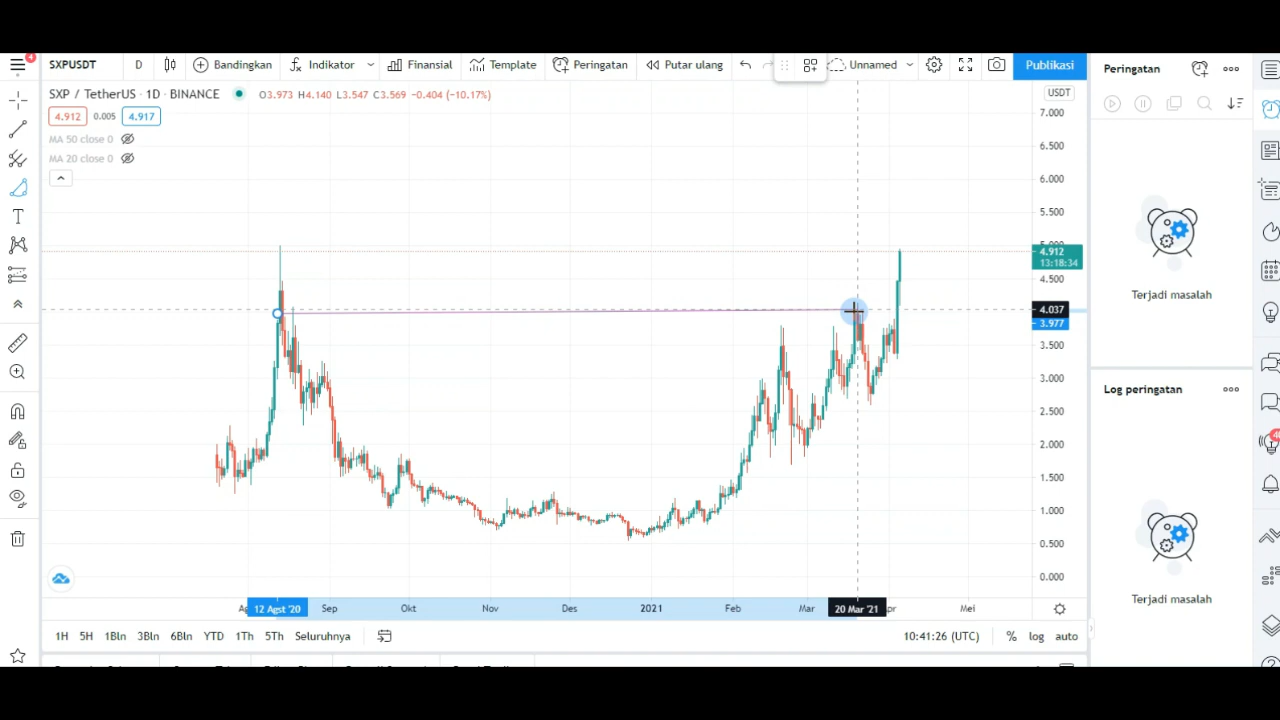 4
SXPUSDT D Bandingkan Indikator Finansial Template Peringatan Putar ulang Unnamed Publikasi
Peringatan
SXP / TetherUS · 1D · BINANCE O3.973 H4.140 L3.547 C3.569 -0.404 (-10.17%)
USDT
4.912 0.005 4.917
MA 50 close 0
MA 20 close 0
7.000
6.500
6.000
5.500
5.000
4.912
13:18:34
4.500
4.037
3.977
3.500
3.000
2.500
2.000
1.500
1.000
0.500
0.000
Terjadi masalah
Log peringatan
Terjadi masalah
12 Agst '20 Sep Okt Nov Des 2021 Feb Mar 20 Mar '21 Mei
1H 5H 1Bln 3Bln 6Bln YTD 1Th 5Th Seluruhnya
10:41:26 (UTC) % log auto